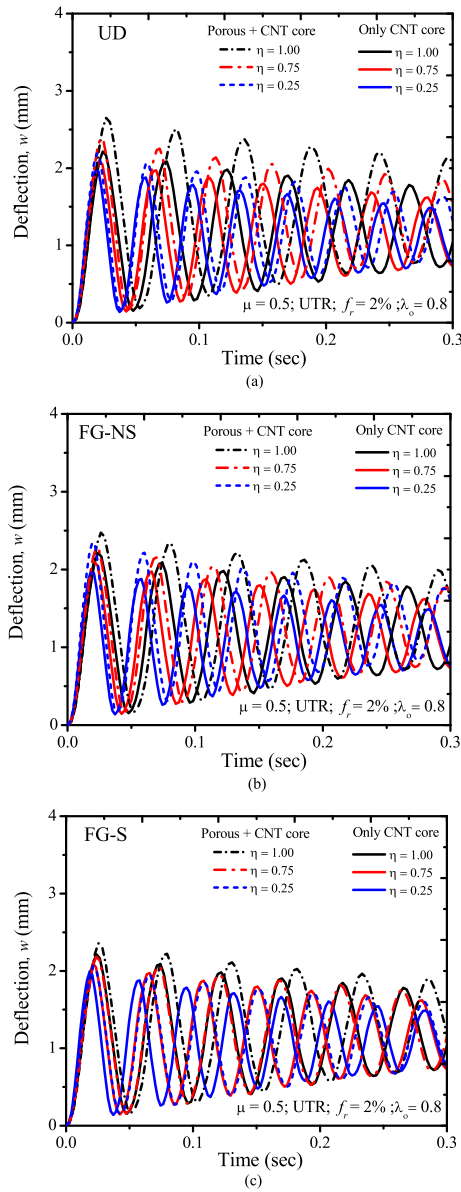 UD
Porous + CNT core
Only CNT core
η = 1.00
η = 1.00
η = 0.75
η = 0.75
η = 0.25
η = 0.25
4
3
2
1
0
Deflection, w (mm)
μ = 0.5; UTR; fr = 2% ;λo= 0.8
0.0 0.1 0.2 0.3
Time (sec)
(a)
FG-NS
Porous + CNT core
Only CNT core
η = 1.00
η = 1.00
η = 0.75
η = 0.75
η = 0.25
η = 0.25
4
3
2
1
0
Deflection, w (mm)
μ = 0.5; UTR; fr = 2% ;λo= 0.8
0.0 0.1 0.2 0.3
Time (sec)
(b)
FG-S
Porous + CNT core
Only CNT core
η = 1.00
η = 1.00
η = 0.75
η = 0.75
η = 0.25
η = 0.25
4
3
2
1
0
Deflection, w (mm)
μ = 0.5; UTR; fr = 2% ;λo= 0.8
0.0 0.1 0.2 0.3
Time (sec)
(c)